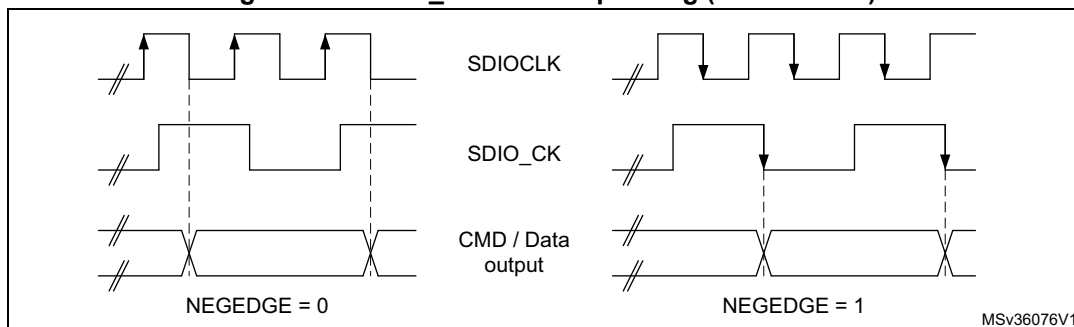 SDIOCLK
SDIO_CK
CMD / Data
output
NEGEDGE = 0
NEGEDGE = 1
MSv36076V1